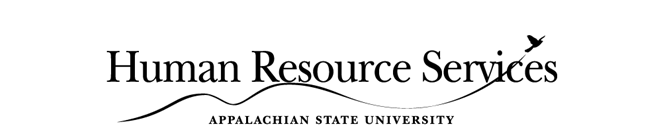 Human Resource Services
APPALACHIAN STATE UNIVERSITY